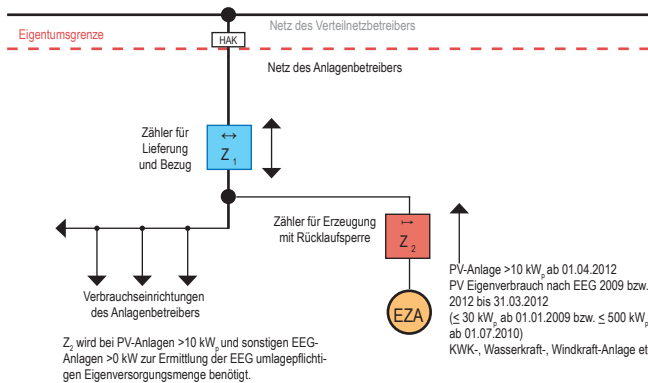 Netz des Verteilnetzbetreibers
Eigentumsgrenze
HAK
Netz des Anlagenbetreibers
Zähler für
Lieferung
und Bezug
Z 1
Zähler für Erzeugung
mit Rücklaufsperre
Z 2
Verbrauchseinrichtungen
des Anlagenbetreibers
EZA
PV-Anlage >10 kWp ab 01.04.2012
PV Eigenverbrauch nach EEG 2009 bzw.
2012 bis 31.03.2012
(≤ 30 kWp ab 01.01.2009 bzw. ≤ 500 kWp
ab 01.07.2010)
KWK-, Wasserkraft-, Windkraft-Anlage et
Z2 wird bei PV-Anlagen >10 kWp und sonstigen EEG-
Anlagen >0 kW zur Ermittlung der EEG umlagepflichti-
gen Eigenversorgungsmenge benötigt.